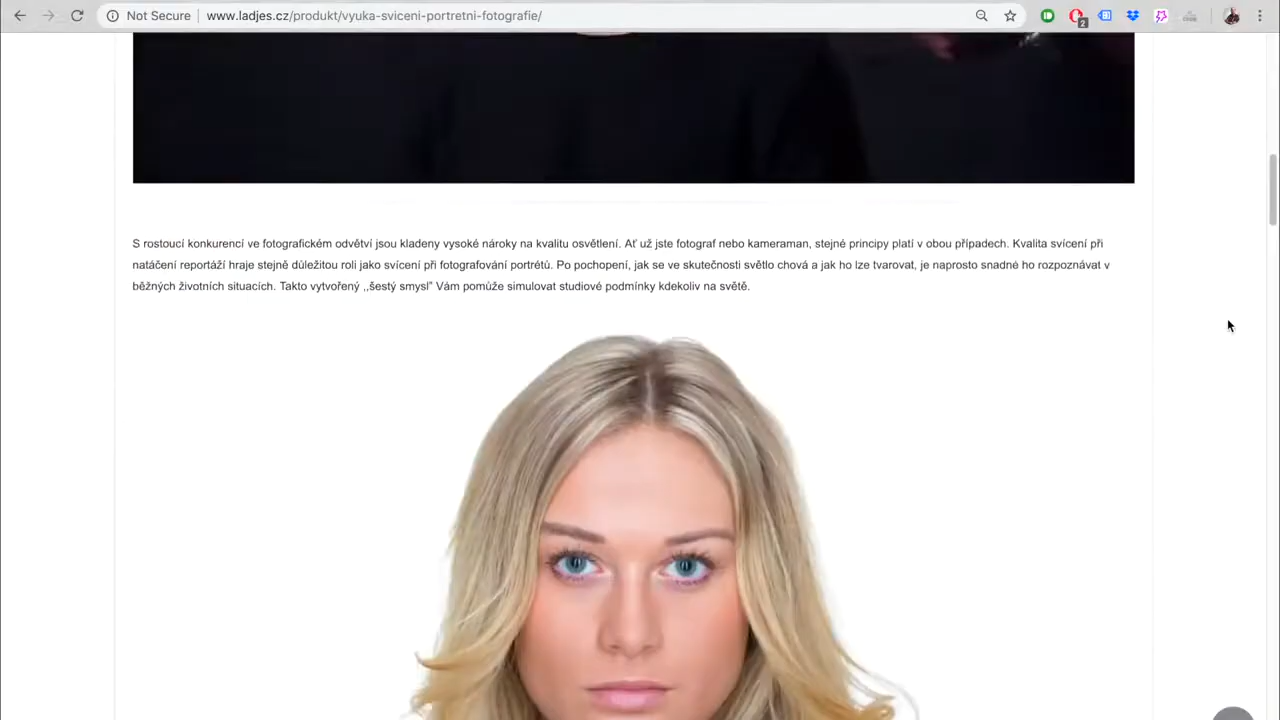 Not Secure www.ladjes.cz/produkt/vyuka-sviceni-portretni-fotografie/
2
S rostoucí konkurencí ve fotografickém odvětví jsou kladeny vysoké nároky na kvalitu osvětlení. Ať už jste fotograf nebo kameraman, stejné principy platí v obou případech. Kvalita svícení při
natáčení reportáží hraje stejně důležitou roli jako svícení při fotografování portrétů. Po pochopení, jak se ve skutečnosti světlo chová a jak ho lze tvarovat, je naprosto snadné ho rozpoznávat v
běžných životních situacích. Takto vytvořený ,,šestý smysl" Vám pomůže simulovat studiové podmínky kdekoliv na světě.